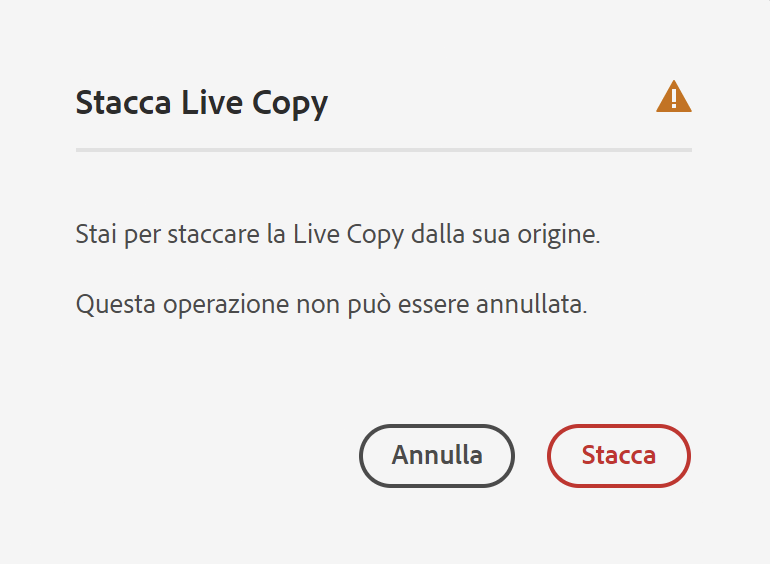 Stacca Live Copy
Stai per staccare la Live Copy dalla sua origine.
Questa operazione non può essere annullata.
Annulla
Stacca